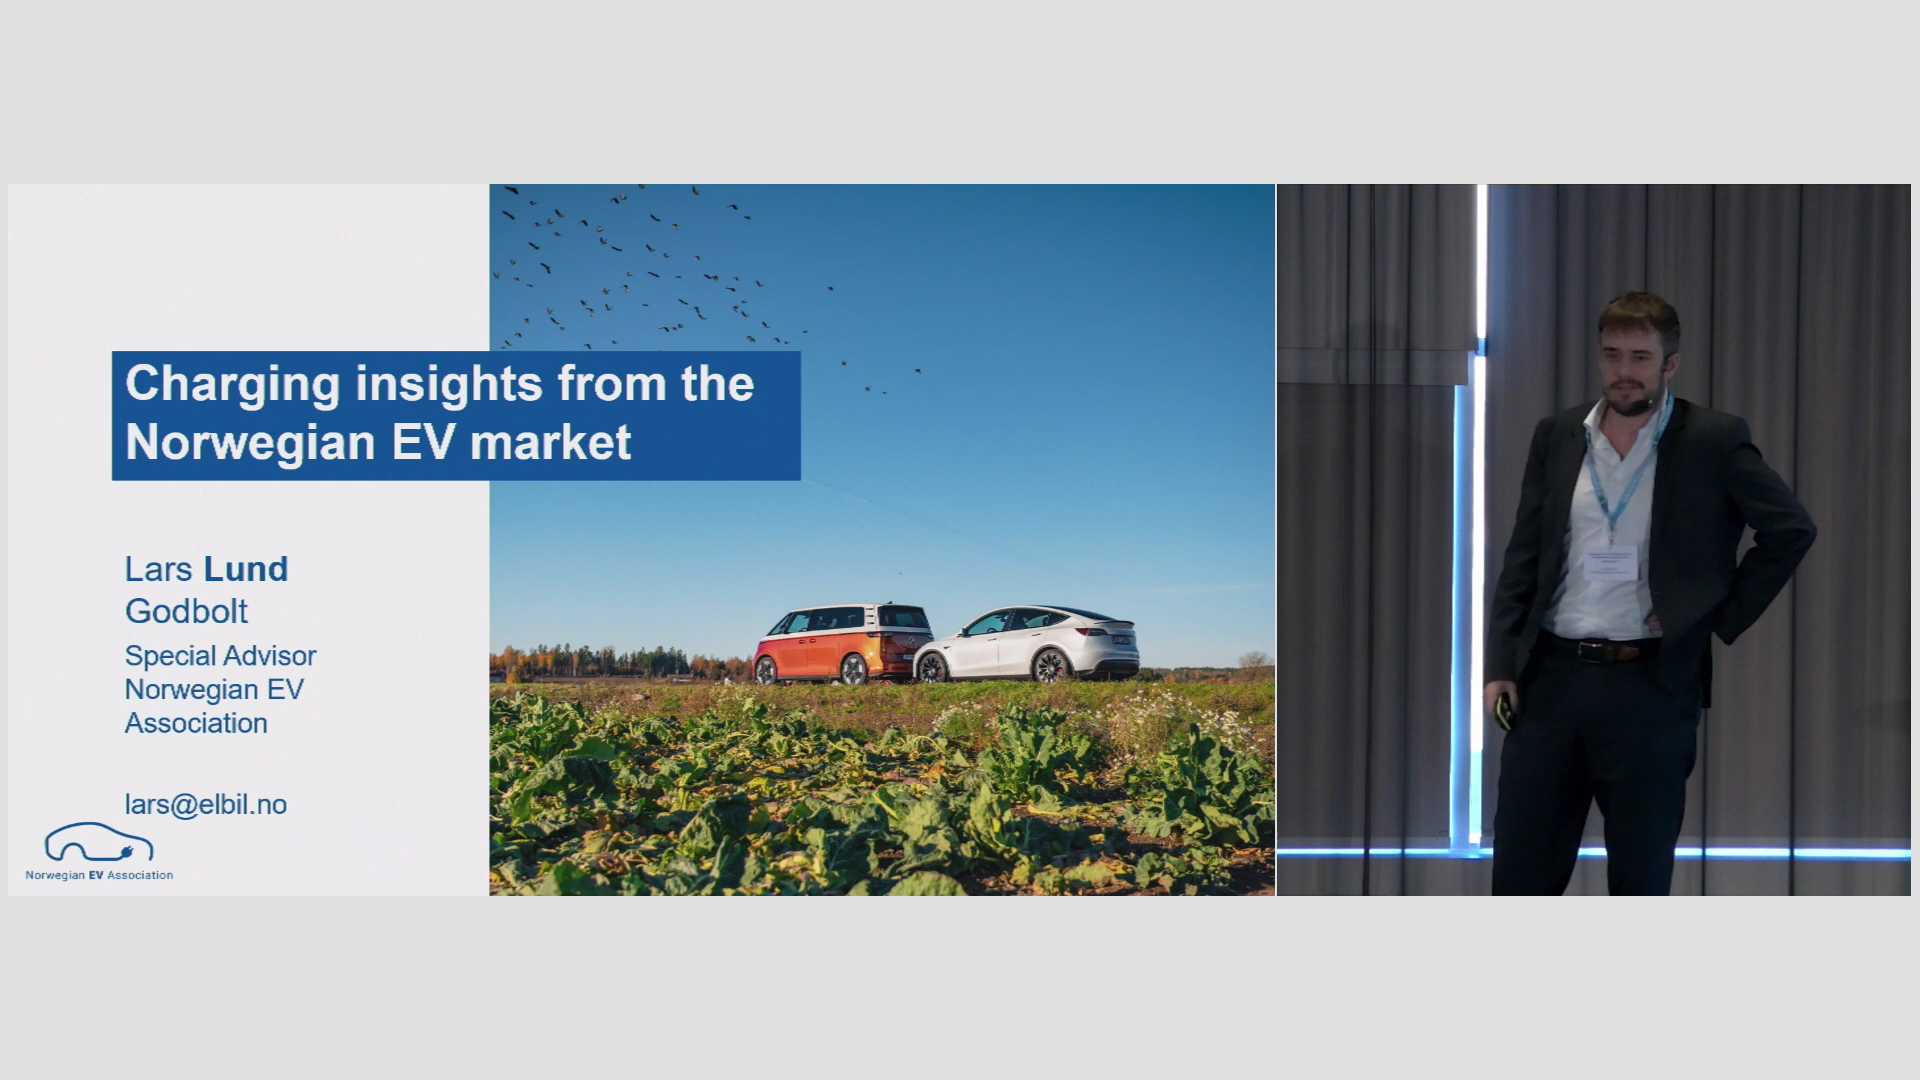 Charging insights from the
Norwegian EV market
Lars Lund
Godbolt
Special Advisor
Norwegian EV
Association
lars@elbil.no
Norwegian EV Association